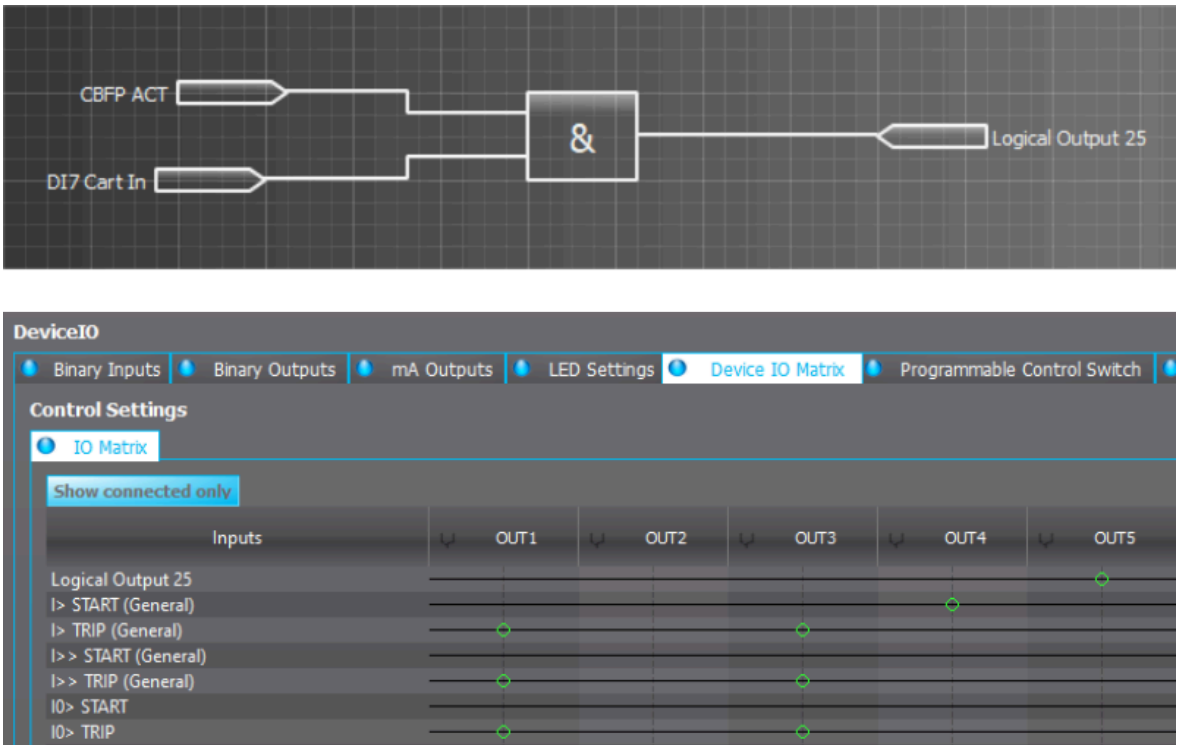 CBFP ACT
&
Logical Output 25
DI7 Cart In
DeviceIO
Binary Inputs Binary Outputs mA Outputs LED Settings Device IO Matrix Programmable Control Switch
Control Settings
IO Matrix
Show connected only
Inputs OUT1 OUT2 OUT3 OUT4 OUT5
Logical Output 25
I> START (General)
I> TRIP (General)
I>> START (General)
I>> TRIP (General)
I0> START
I0> TRIP